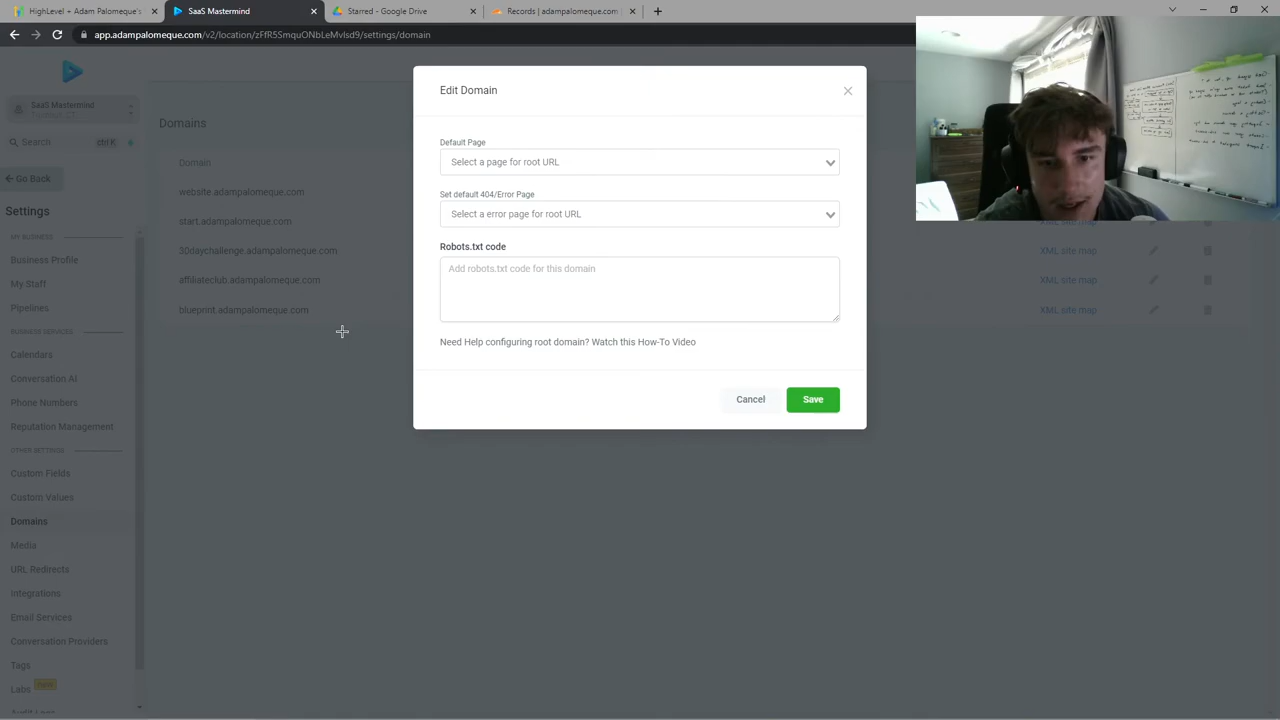 HighLevel + Adam Palomeque's
SaaS Mastermind
Starred - Google Drive
Records | adampalomeque.com
app.adampalomeque.com/v2/location/zFfR5SmquONbLeMvlsd9/settings/domain
SaaS Mastermind
Search
ctrl K
Go Back
Settings
MY BUSINESS
Business Profile
My Staff
Pipelines
BUSINESS SERVICES
Calendars
Conversation AI
Phone Numbers
Reputation Management
OTHER SETTINGS
Custom Fields
Custom Values
Domains
Media
URL Redirects
Integrations
Email Services
Conversation Providers
Tags
Labs
new
Audit Logs
Domains
Domain
website.adampalomeque.com
start.adampalomeque.com
30daychallenge.adampalomeque.com
XML site map
affiliateclub.adampalomeque.com
XML site map
blueprint.adampalomeque.com
XML site map
Edit Domain
Default Page
Select a page for root URL
Set default 404/Error Page
Select a error page for root URL
Robots.txt code
Add robots.txt code for this domain
Need Help configuring root domain? Watch this How-To Video
Cancel
Save